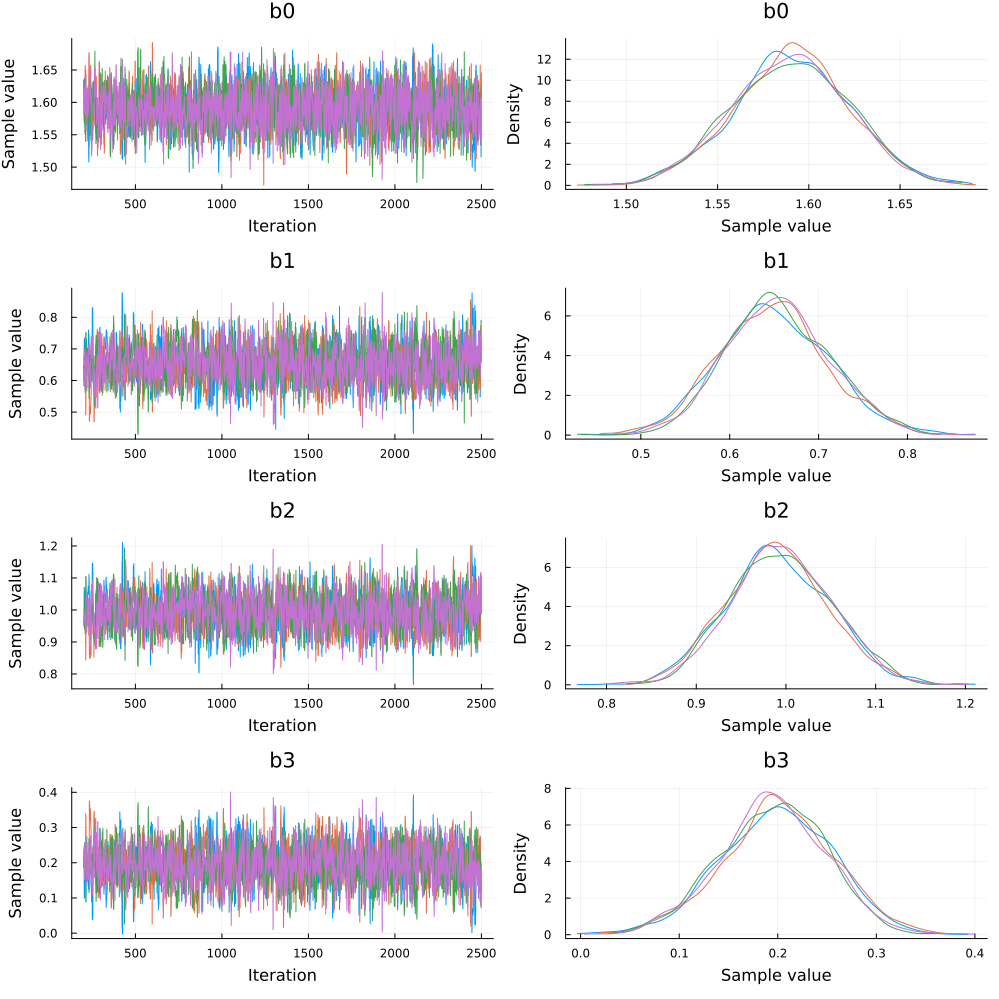 b0 b0
Sample value
1.65
1.60
1.55
1.50
500 1000 1500 2000 2500
Iteration
Density
12
10
8
6
4
2
0
1.50 1.55 1.60 1.65
Sample value
b1 b1
Sample value
0.8
0.7
0.6
0.5
500 1000 1500 2000 2500
Iteration
Density
6
4
2
0
0.5 0.6 0.7 0.8
Sample value
b2 b2
Sample value
1.2
1.1
1.0
0.9
0.8
500 1000 1500 2000 2500
Iteration
Density
6
4
2
0
0.8 0.9 1.0 1.1 1.2
Sample value
b3 b3
Sample value
0.4
0.3
0.2
0.1
0.0
500 1000 1500 2000 2500
Iteration
Density
8
6
4
2
0
0.0 0.1 0.2 0.3 0.4
Sample value